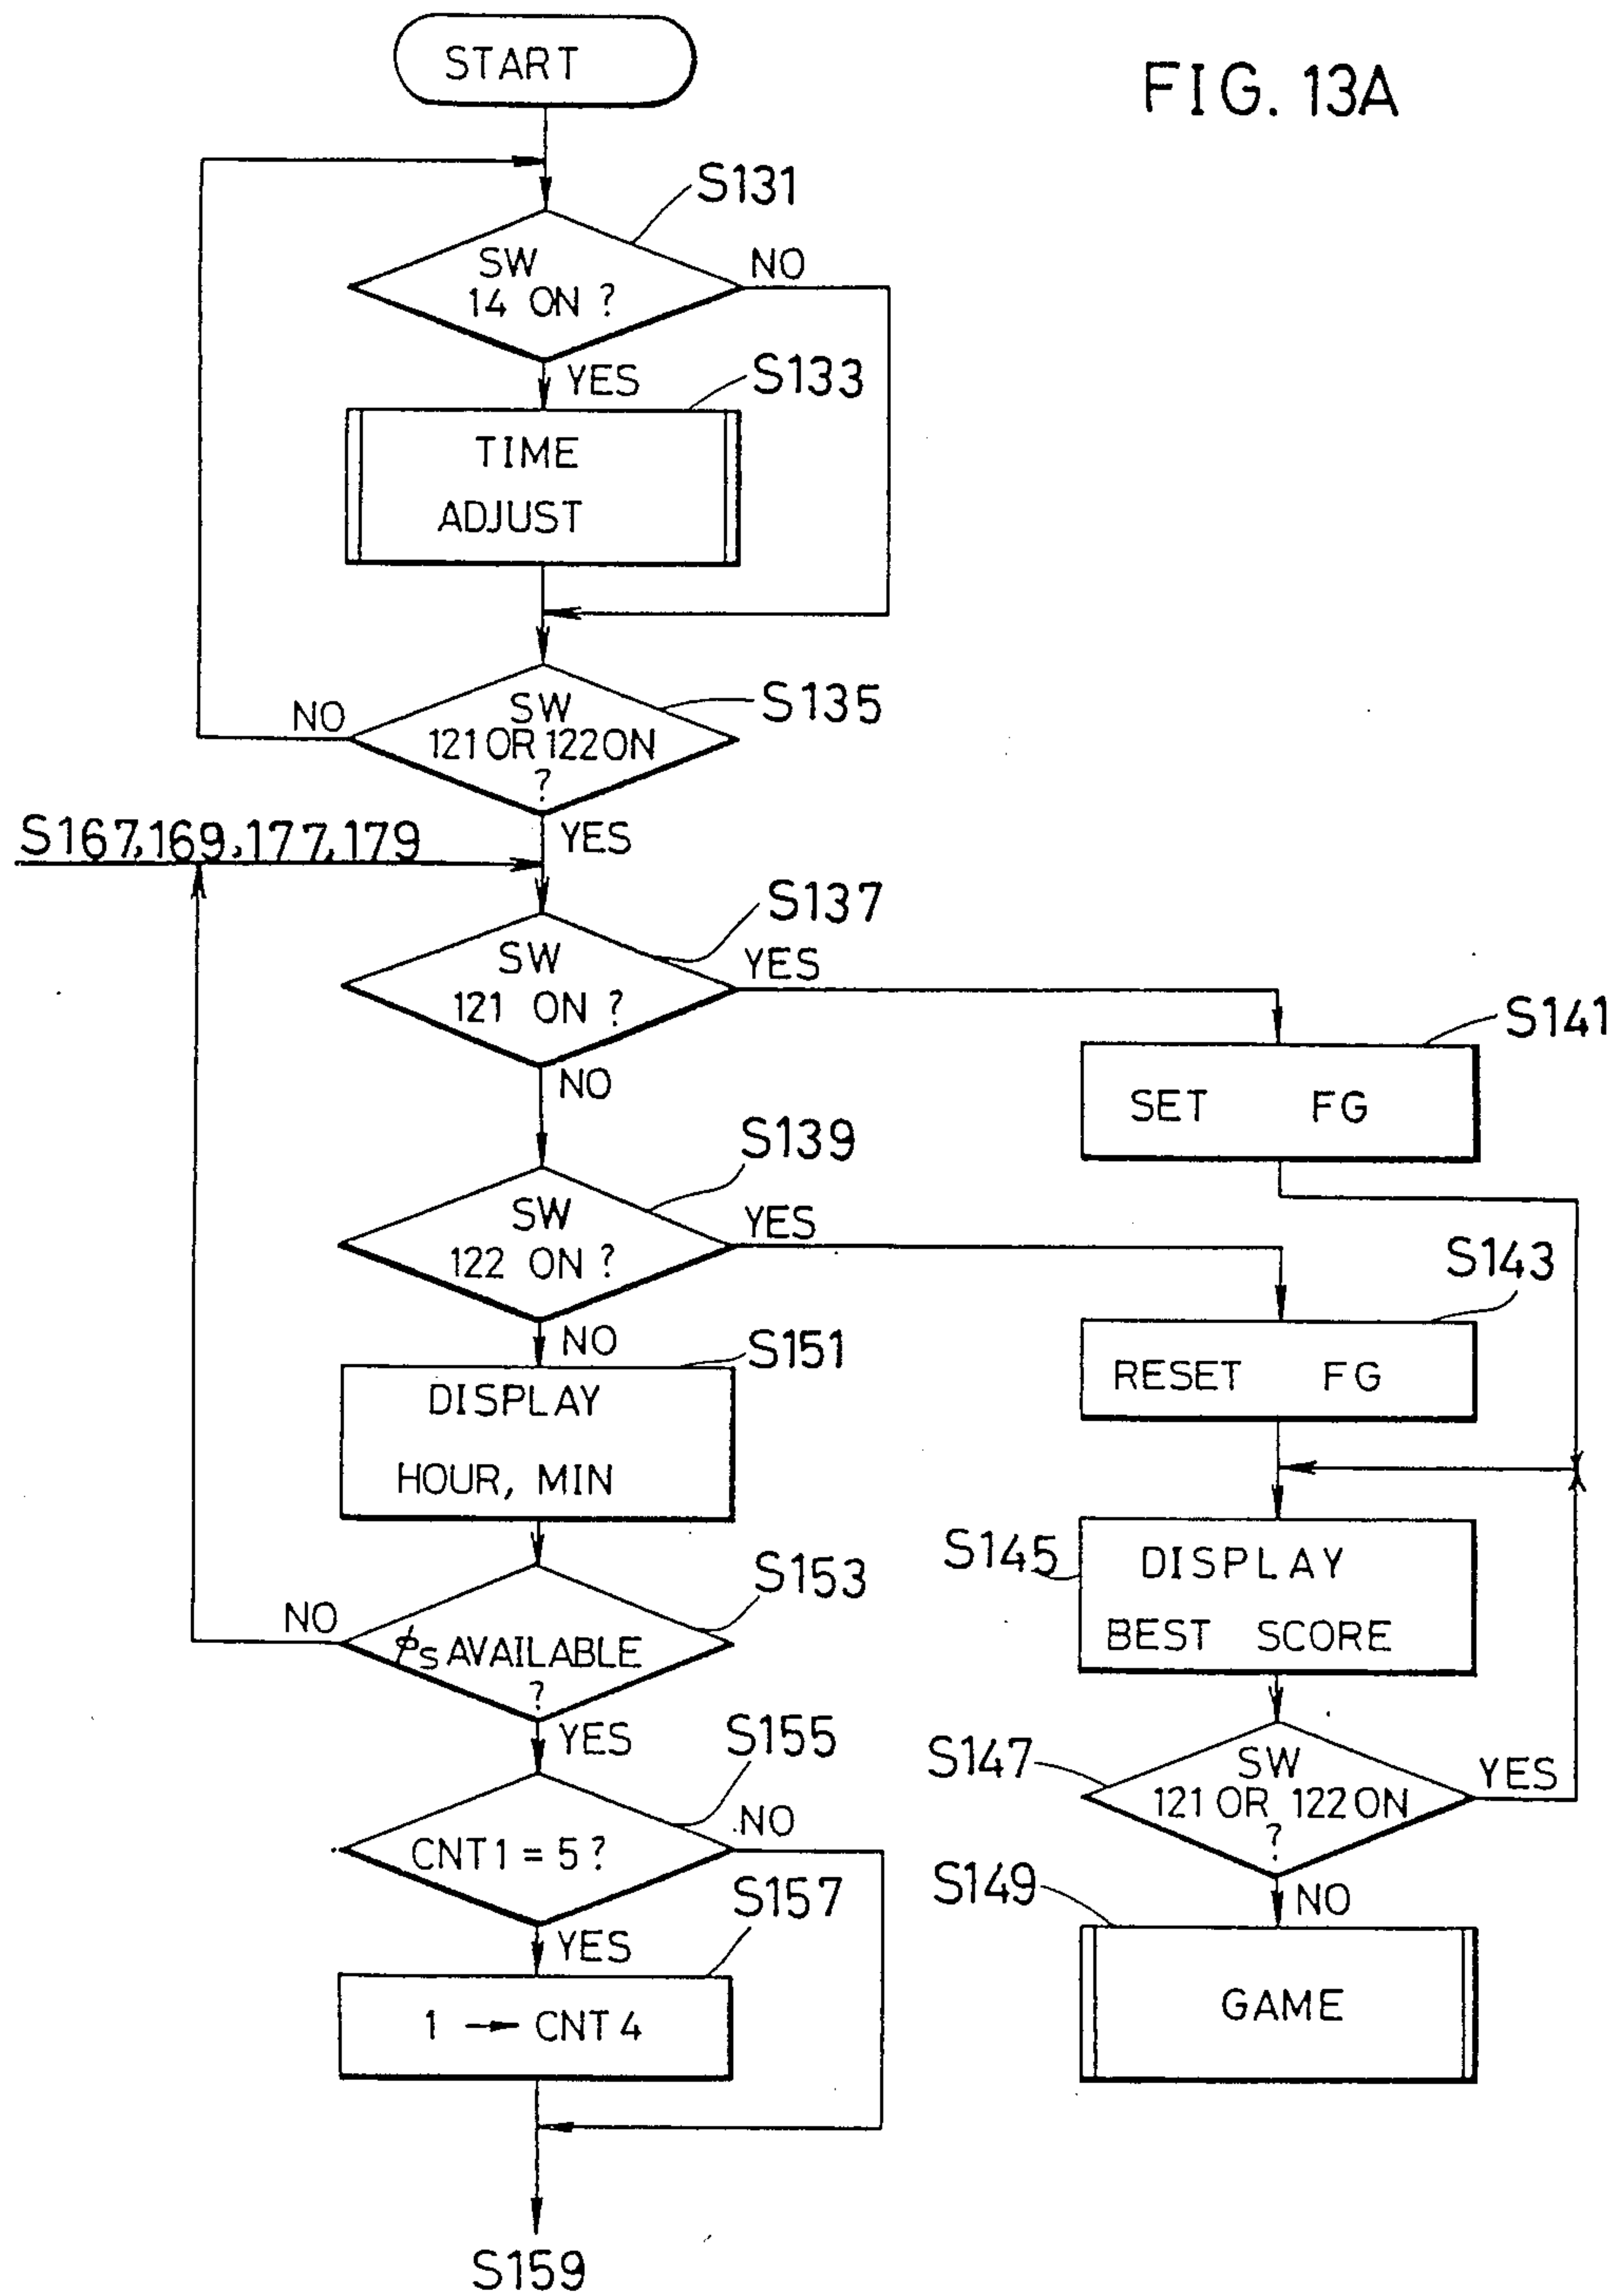 START
FIG. 13A
S131
SW
14 ON ?
NO
YES
S133
TIME
ADJUST
S135
NO
SW
121 OR 122 ON
?
YES
S167,169,177,179
S137
SW
121 ON ?
YES
S141
NO
SET FG
S139
SW
122 ON ?
YES
S143
NO
S151
RESET FG
DISPLAY
HOUR, MIN
S145
DISPLAY
BEST SCORE
S153
NO
ϕS AVAILABLE
?
YES
S155
S147
SW
121 OR 122 ON
?
YES
NO
CNT 1 = 5 ?
NO
S157
S149
YES
1 → CNT 4
GAME
S159